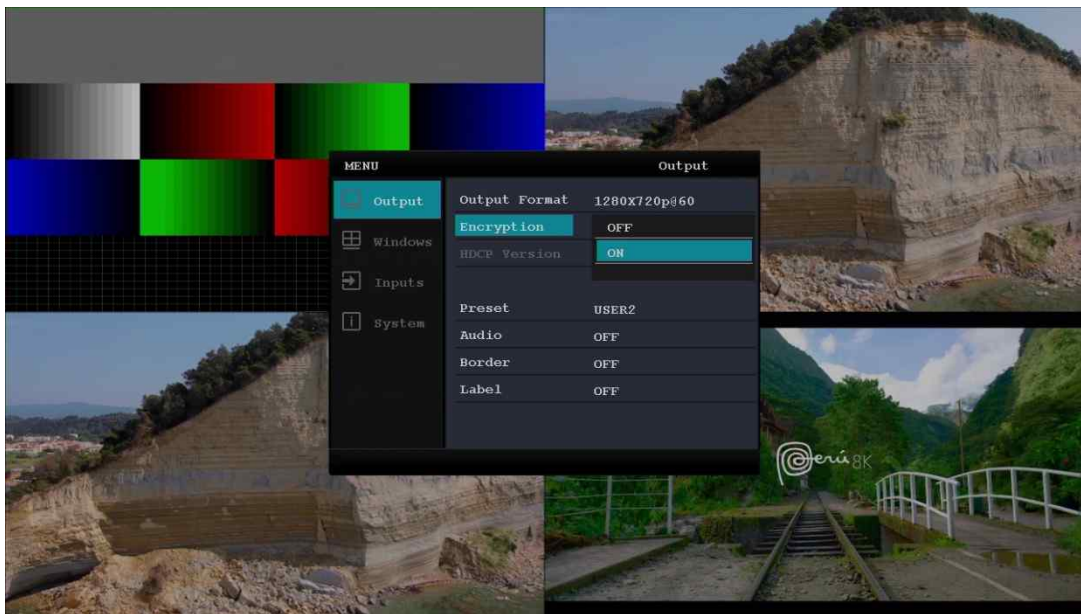 MENU Output
Output
Windows
Inputs
System
Output Format 1280X720p@60
Encryption OFF
HDCP Version ON
Preset USER2
Audio OFF
Border OFF
Label OFF
Perú 8K